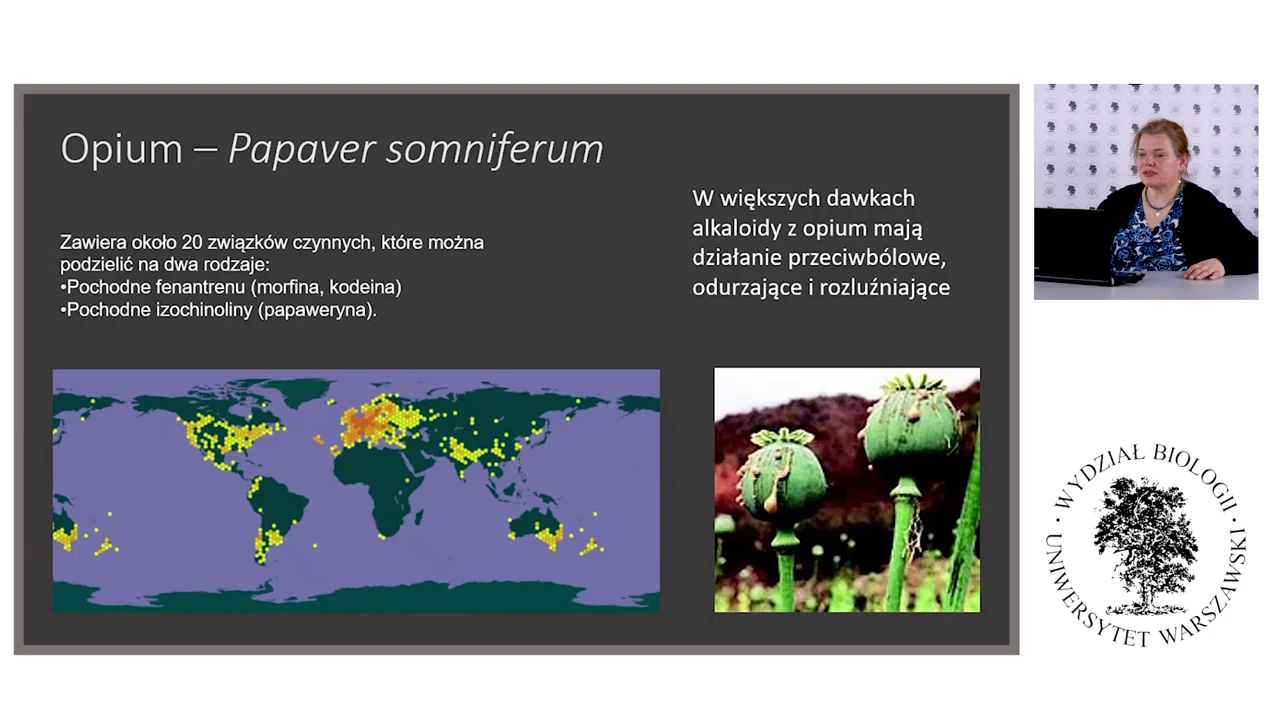 Opium – Papaver somniferum
Zawiera około 20 związków czynnych, które można
podzielić na dwa rodzaje:
•Pochodne fenantrenu (morfina, kodeina)
•Pochodne izochinoliny (papaweryna).
W większych dawkach
alkaloidy z opium mają
działanie przeciwbólowe,
odurzające i rozluźniające
• WYDZIAŁ BIOLOGII •
UNIWERSYTET WARSZAWSKI